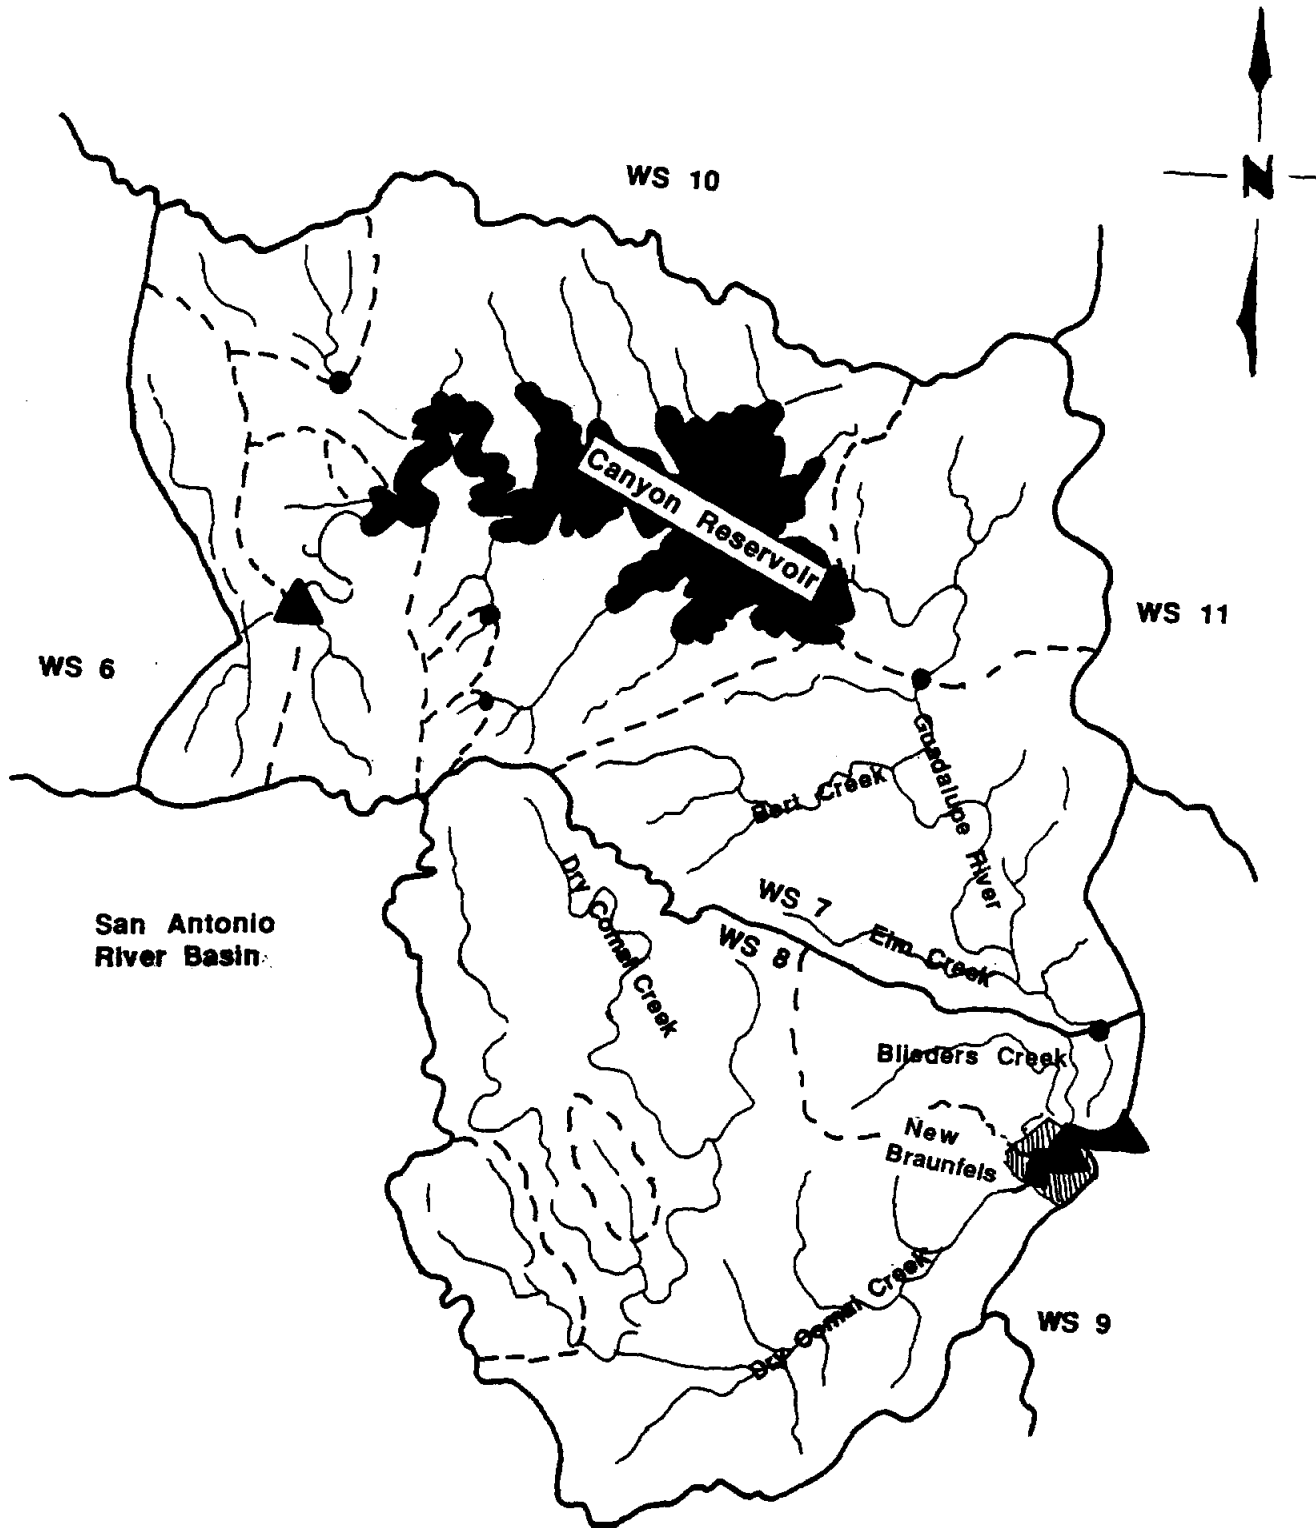 WS 10
N
Canyon Reservoir
WS 11
WS 6
Guadalupe River
Bert Creek
Dry Comal Creek
WS 7
San Antonio
River Basin
Elm Creek
WS 8
Blieders Creek
New
Braunfels
Dry Comal Creek
WS 9